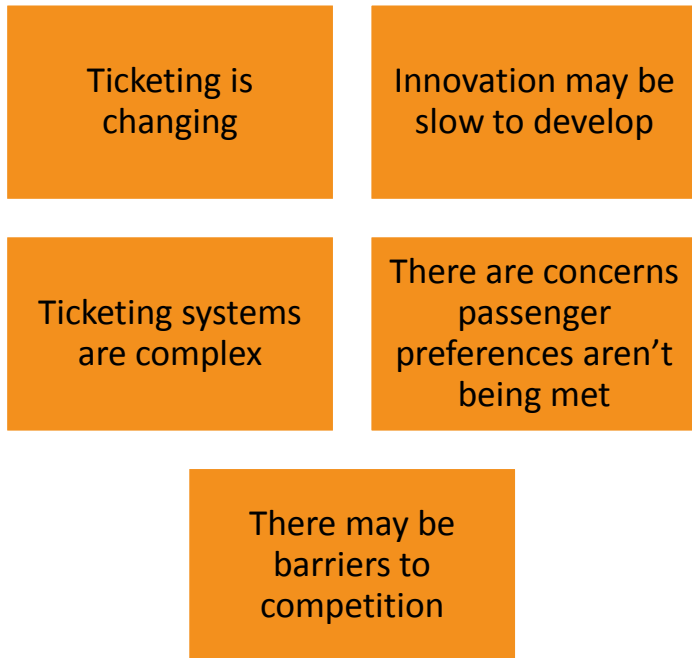 Ticketing is
changing
Innovation may be
slow to develop
Ticketing systems
are complex
There are concerns
passenger
preferences aren’t
being met
There may be
barriers to
competition